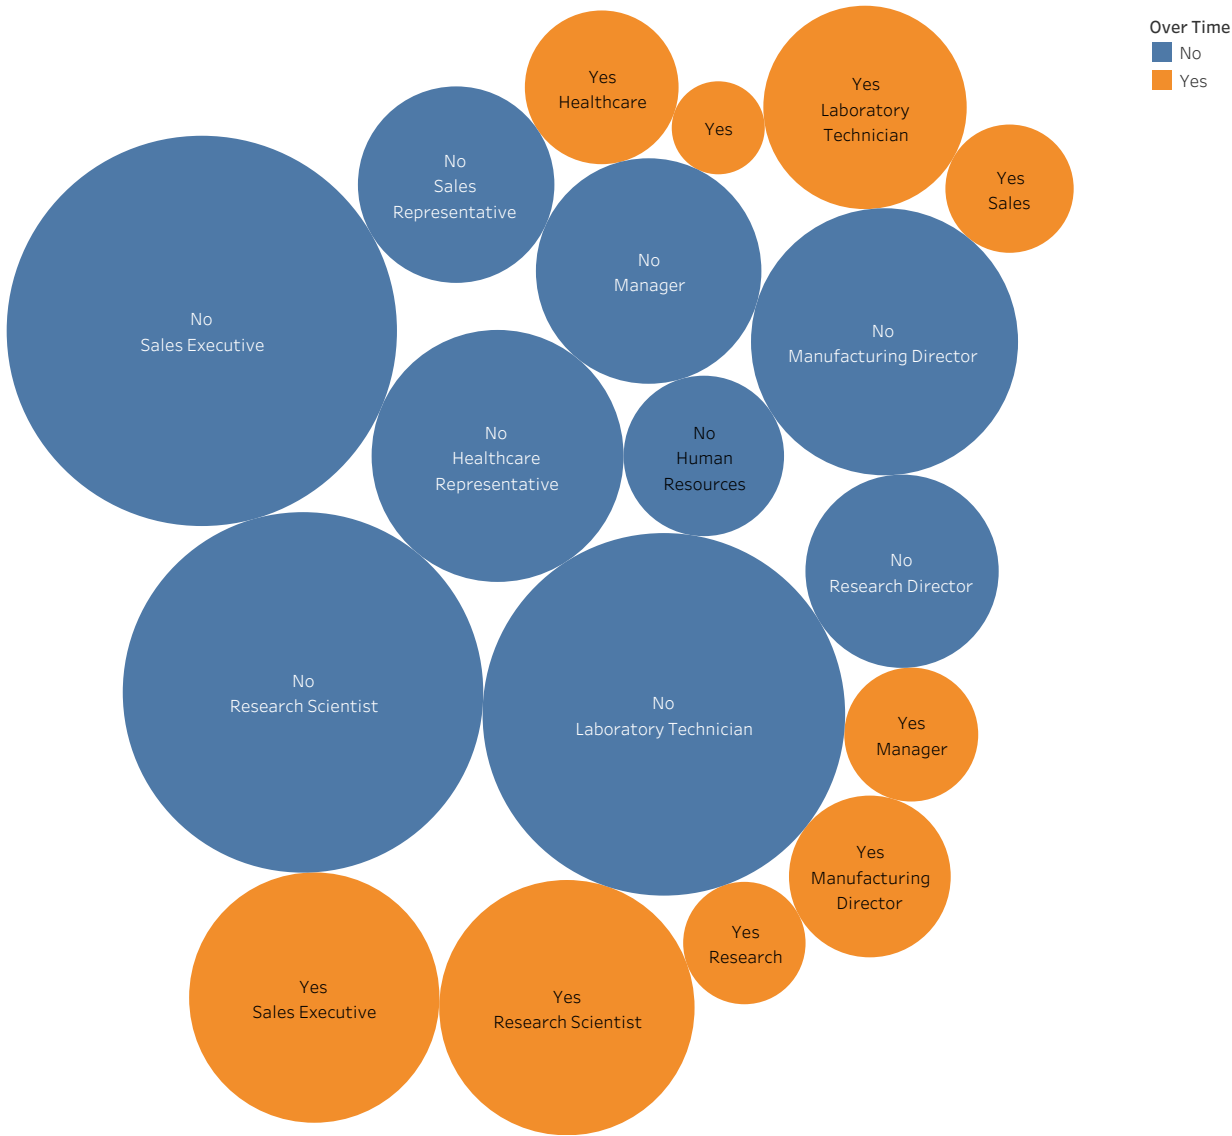 Over Time
No
Yes
Yes
Healthcare
Yes
Yes
Laboratory
Technician
Yes
Sales
No
Sales
Representative
No
Manager
No
Sales Executive
No
Manufacturing Director
No
Healthcare
Representative
No
Human
Resources
No
Research Director
No
Research Scientist
No
Laboratory Technician
Yes
Manager
Yes
Manufacturing
Director
Yes
Research
Yes
Sales Executive
Yes
Research Scientist